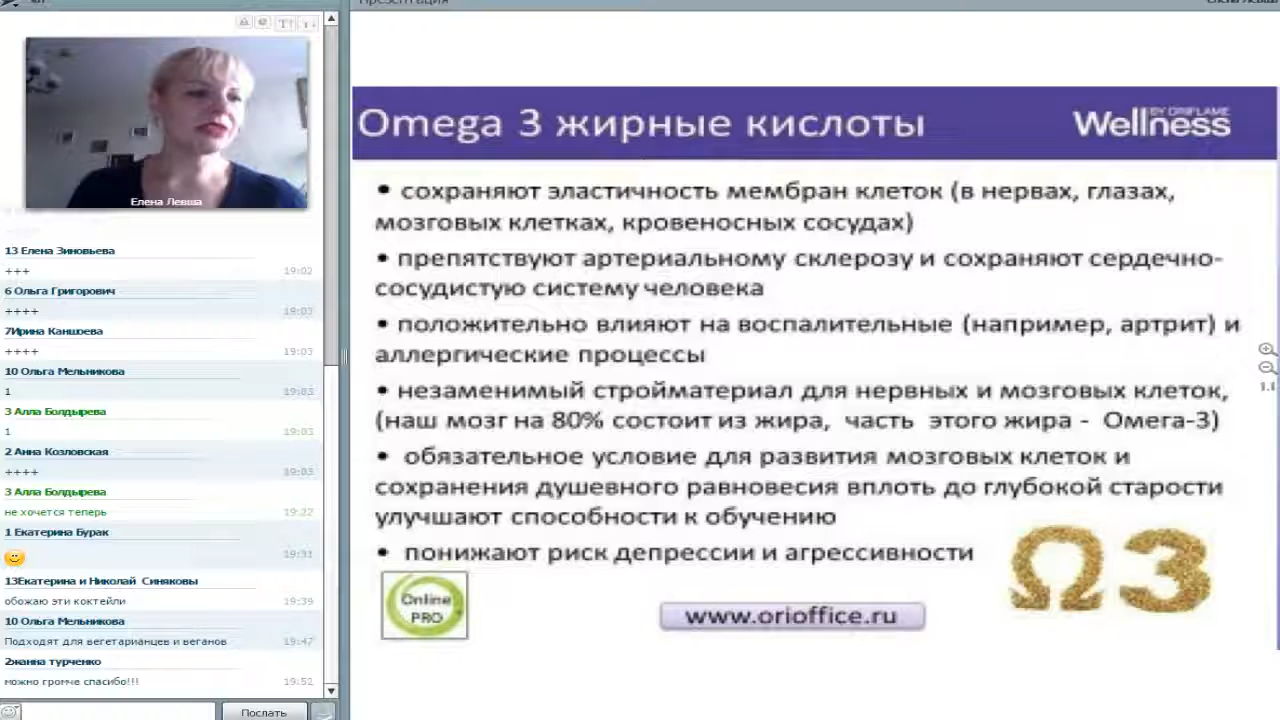 Презентация
Елена Левша
Елена Левша
13 Елена Зиновьева
+++ 19:02
6 Ольга Григорович
++++ 19:03
7Ирина Каншоева
++++ 19:03
10 Ольга Мельникова
1 19:03
3 Алла Болдырева
1 19:03
2 Анна Козловская
++++ 19:03
3 Алла Болдырева
не хочется теперь 19:22
1 Екатерина Бурак
19:31
13Екатерина и Николай Синяковы
обожаю эти коктейли 19:39
10 Ольга Мельникова
Подходят для вегетарианцев и веганов 19:47
2жанна турченко
можно громче спасибо!!! 19:52
Послать
Omega 3 жирные кислоты
BY ORIFLAME
Wellness
• сохраняют эластичность мембран клеток (в нервах, глазах,
мозговых клетках, кровеносных сосудах)
• препятствуют артериальному склерозу и сохраняют сердечно-
сосудистую систему человека
• положительно влияют на воспалительные (например, артрит) и
аллергические процессы
• незаменимый стройматериал для нервных и мозговых клеток,
(наш мозг на 80% состоит из жира, часть этого жира - Омега-3)
• обязательное условие для развития мозговых клеток и
сохранения душевного равновесия вплоть до глубокой старости
улучшают способности к обучению
• понижают риск депрессии и агрессивности
Ω3
Online
PRO
www.orioffice.ru
1:1